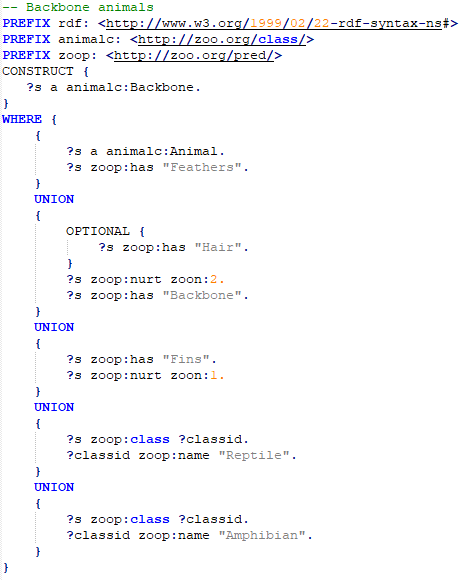 -- Backbone animals
PREFIX rdf: <http://www.w3.org/1999/02/22-rdf-syntax-ns#>
PREFIX animalc: <http://zoo.org/class/>
PREFIX zoop: <http://zoo.org/pred/>
CONSTRUCT {
   ?s a animalc:Backbone.
}
WHERE {
    {
        ?s a animalc:Animal.
        ?s zoop:has "Feathers".
    }
    UNION
    {
        OPTIONAL {
            ?s zoop:has "Hair".
        }
        ?s zoop:nurt zoon:2.
        ?s zoop:has "Backbone".
    }
    UNION
    {
        ?s zoop:has "Fins".
        ?s zoop:nurt zoon:1.
    }
    UNION
    {
        ?s zoop:class ?classid.
        ?classid zoop:name "Reptile".
    }
    UNION
    {
        ?s zoop:class ?classid.
        ?classid zoop:name "Amphibian".
    }
}